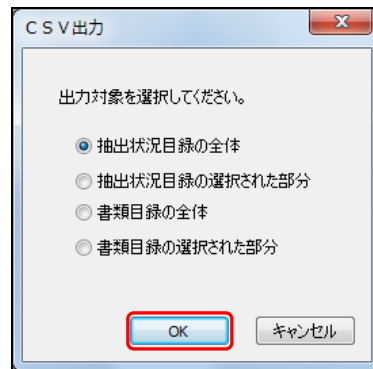 ＣＳＶ出力
出力対象を選択してください。
抽出状況目録の全体
抽出状況目録の選択された部分
書類目録の全体
書類目録の選択された部分
OK
キャンセル